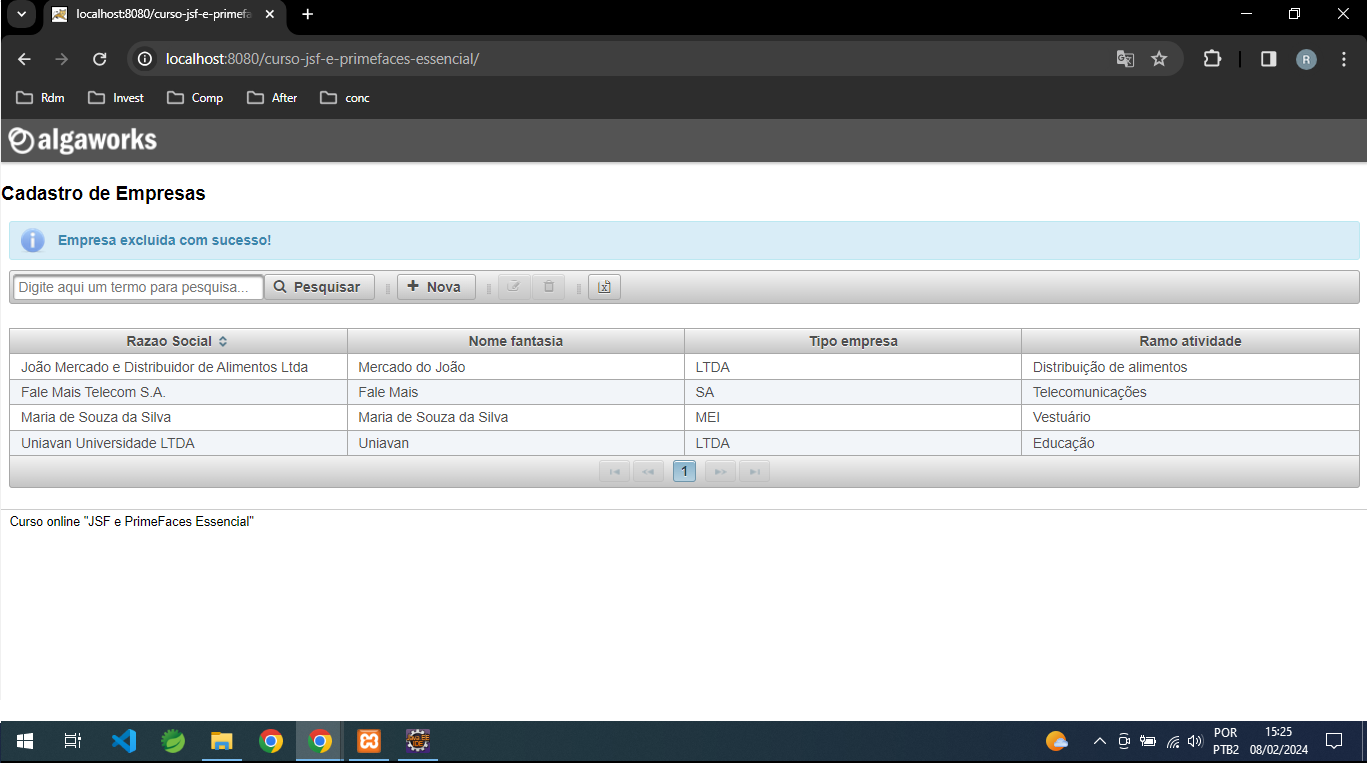 localhost:8080/curso-jsf-e-primefa
localhost:8080/curso-jsf-e-primefaces-essencial/
R
Rdm Invest Comp After conc
algaworks
Cadastro de Empresas
Empresa excluida com sucesso!
Digite aqui um termo para pesquisa... Pesquisar Nova
Razao Social Nome fantasia Tipo empresa Ramo atividade
João Mercado e Distribuidor de Alimentos Ltda Mercado do João LTDA Distribuição de alimentos
Fale Mais Telecom S.A. Fale Mais SA Telecomunicações
Maria de Souza da Silva Maria de Souza da Silva MEI Vestuário
Uniavan Universidade LTDA Uniavan LTDA Educação
1
Curso online "JSF e PrimeFaces Essencial"
POR 15:25
PTB2 08/02/2024